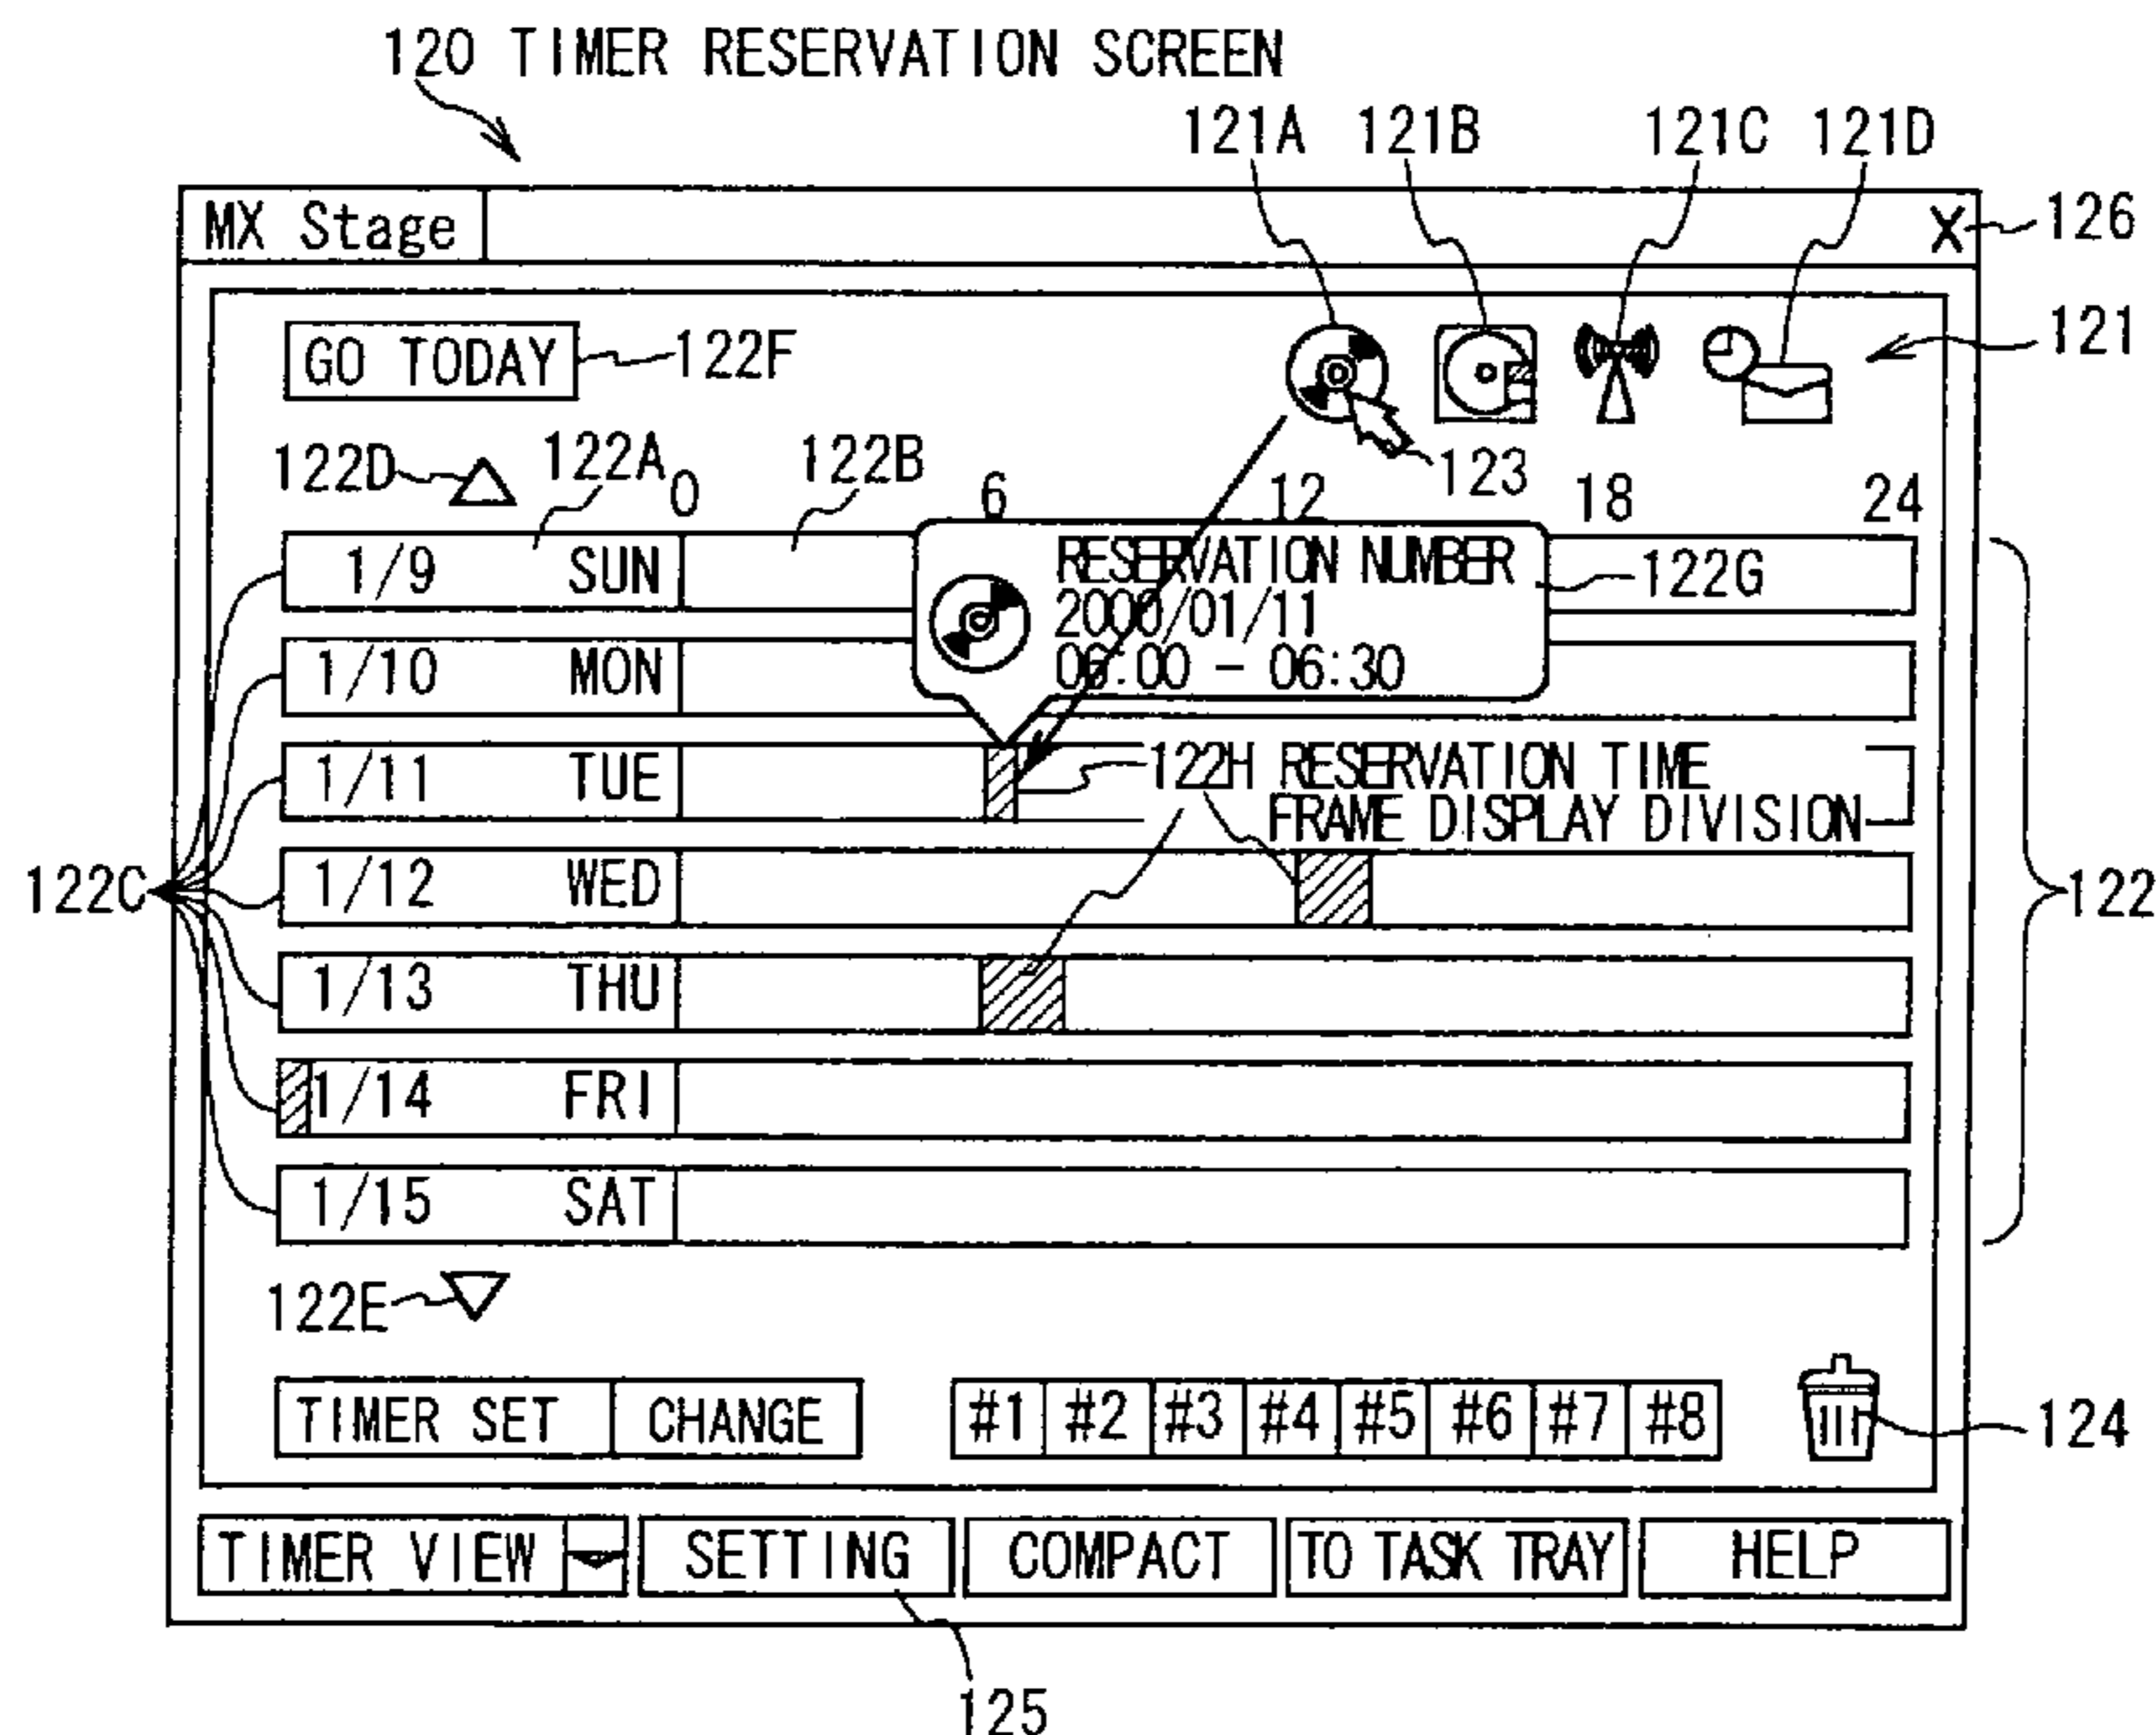 120 TIMER RESERVATION SCREEN
121A 121B 121C 121D
MX Stage X 126
GO TODAY 122F 121
122D 122A 122B 123
0 6 12 18 24
1/9 SUN RESERVATION NUMBER 122G
2000/01/11
1/10 MON 06:00 - 06:30
1/11 TUE 122H RESERVATION TIME
FRAME DISPLAY DIVISION
122C 1/12 WED 122
1/13 THU
1/14 FRI
1/15 SAT
122E
TIMER SET CHANGE #1 #2 #3 #4 #5 #6 #7 #8 124
TIMER VIEW SETTING COMPACT TO TASK TRAY HELP
125